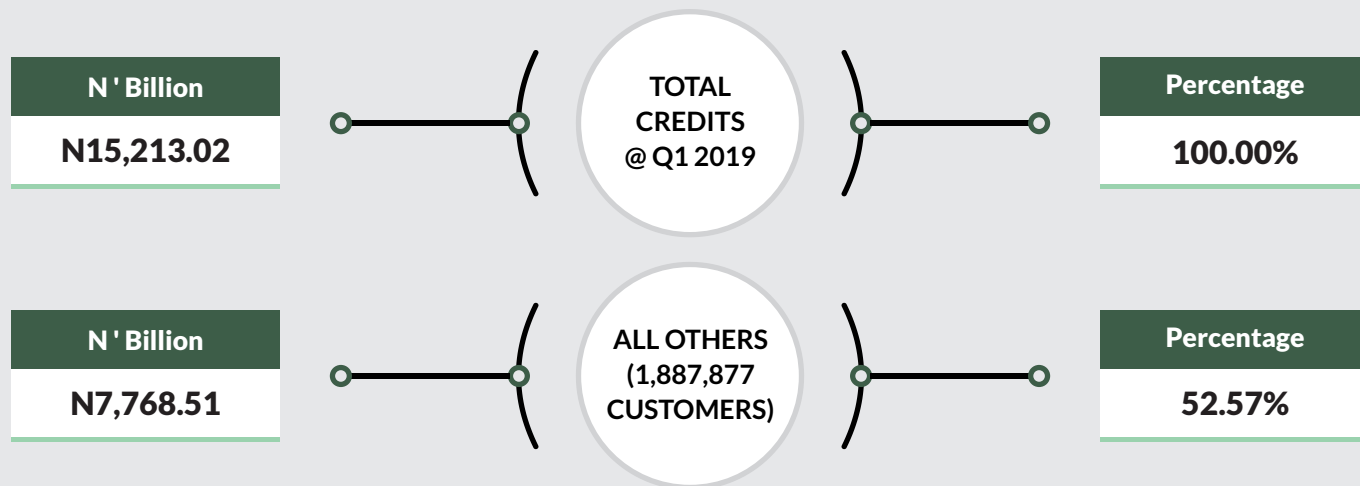 N ' Billion
N15,213.02
TOTAL
CREDITS
@ Q1 2019
Percentage
100.00%
N ' Billion
N7,768.51
ALL OTHERS
(1,887,877
CUSTOMERS)
Percentage
52.57%